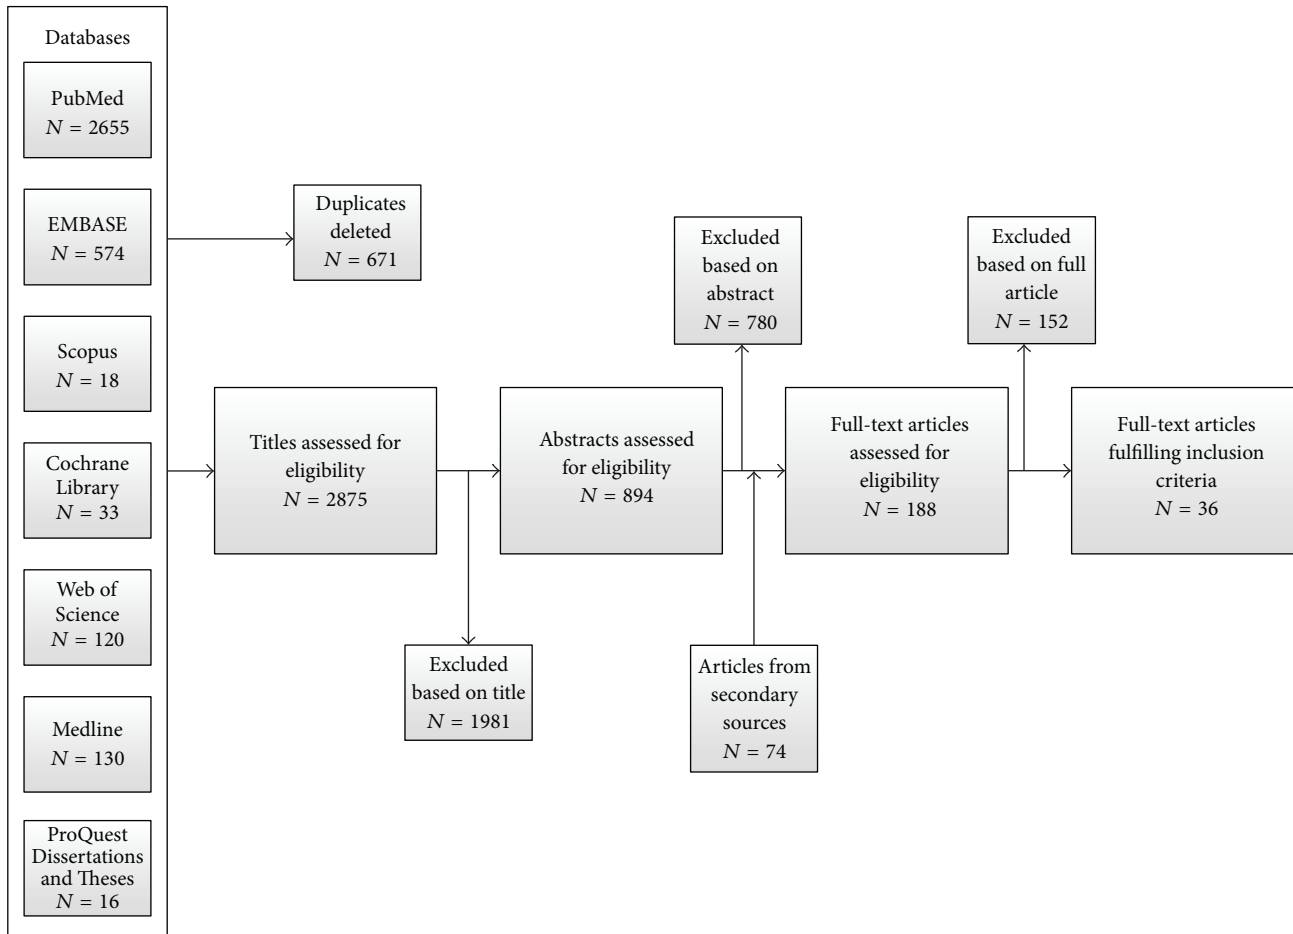 Databases
PubMed
N = 2655
EMBASE
N = 574
Scopus
N = 18
Cochrane
Library
N = 33
Web of
Science
N = 120
Medline
N = 130
ProQuest
Dissertations
and Theses
N = 16
Duplicates
deleted
N = 671
Titles assessed for
eligibility
N = 2875
Excluded
based on title
N = 1981
Abstracts assessed
for eligibility
N = 894
Excluded
based on
abstract
N = 780
Articles from
secondary
sources
N = 74
Full-text articles
assessed for
eligibility
N = 188
Excluded
based on full
article
N = 152
Full-text articles
fulfilling inclusion
criteria
N = 36